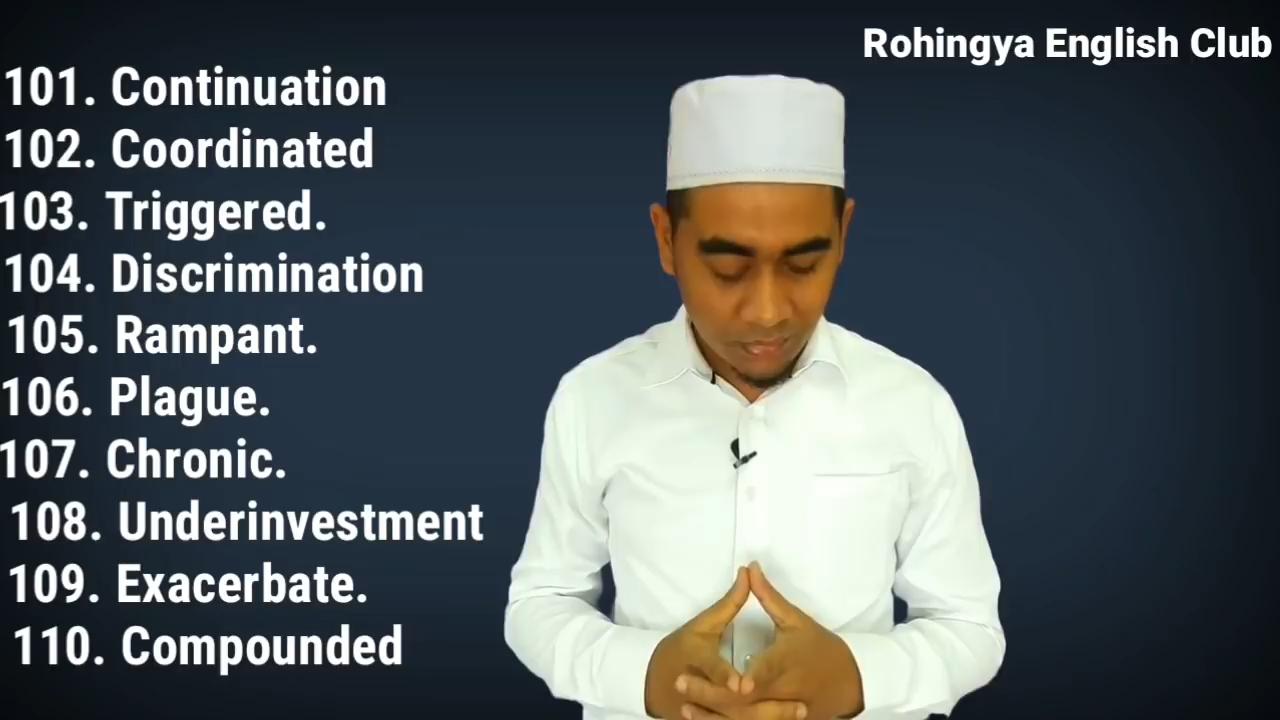 Rohingya English Club
101. Continuation
102. Coordinated
103. Triggered.
104. Discrimination
105. Rampant.
106. Plague.
107. Chronic.
108. Underinvestment
109. Exacerbate.
110. Compounded